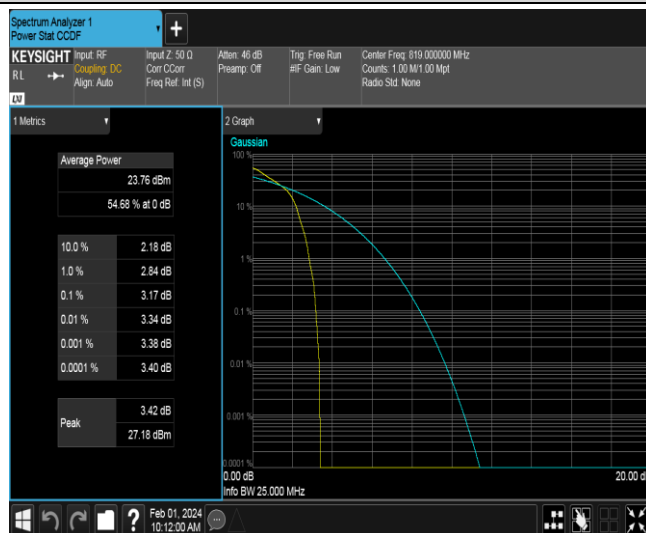 Spectrum Analyzer 1
Power Stat CCDF
+
KEYSIGHT Input: RF Input Z: 50 Ω Atten: 46 dB Trig: Free Run Center Freq: 819.000000 MHz
RL Coupling: DC Corr CCorr Preamp: Off #IF Gain: Low Counts: 1.00 M/1.00 Mpt
Align: Auto Freq Ref: Int (S) Radio Std: None
LXI
1 Metrics
Average Power
23.76 dBm
54.68 % at 0 dB
10.0 % 2.18 dB
1.0 % 2.84 dB
0.1 % 3.17 dB
0.01 % 3.34 dB
0.001 % 3.38 dB
0.0001 % 3.40 dB
Peak 3.42 dB
27.18 dBm
2 Graph
Gaussian
100 %
10 %
1 %
0.1 %
0.01 %
0.001 %
0.0001 %
0.00 dB 20.00 d
Info BW 25.000 MHz
? Feb 01, 2024
10:12:00 AM